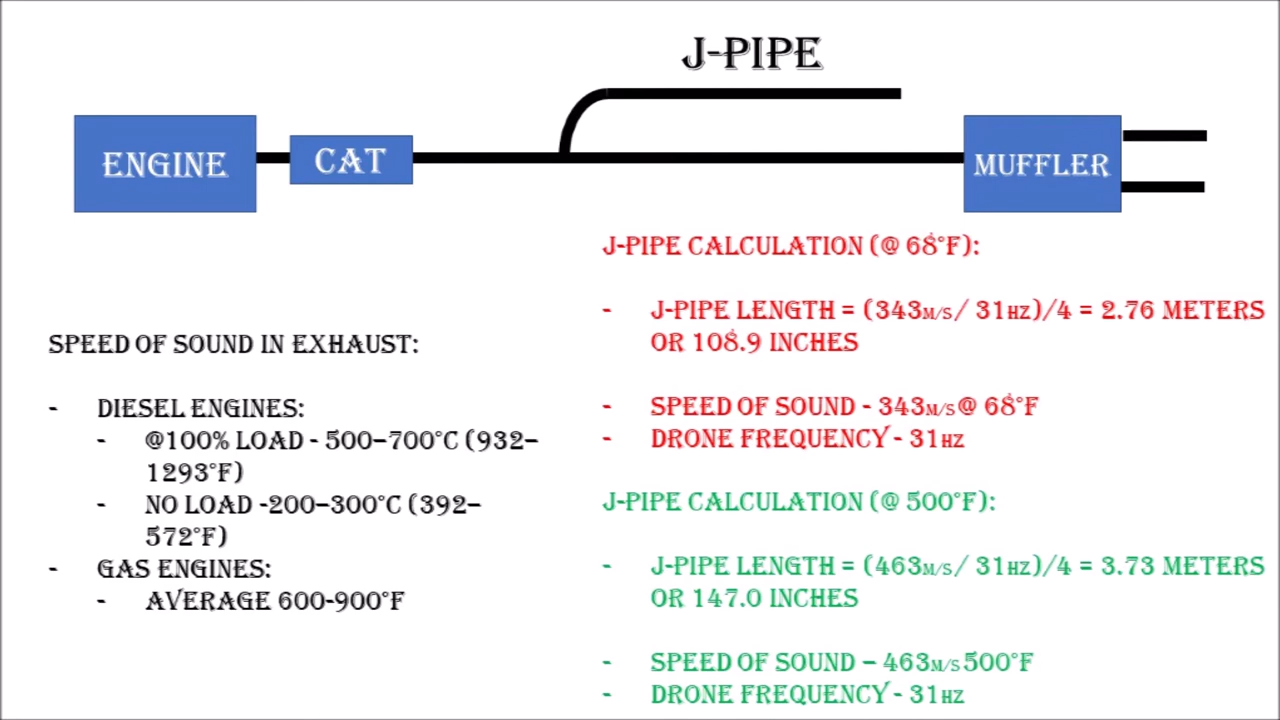 J-PIPE
ENGINE
CAT
MUFFLER
J-PIPE CALCULATION (@ 68°F):
- J-PIPE LENGTH = (343M/S / 31HZ)/4 = 2.76 METERS
OR 108.9 INCHES
- SPEED OF SOUND - 343M/S @ 68°F
- DRONE FREQUENCY - 31HZ
J-PIPE CALCULATION (@ 500°F):
- J-PIPE LENGTH = (463M/S / 31HZ)/4 = 3.73 METERS
OR 147.0 INCHES
- SPEED OF SOUND – 463M/S 500°F
- DRONE FREQUENCY - 31HZ
SPEED OF SOUND IN EXHAUST:
- DIESEL ENGINES:
- @100% LOAD - 500–700°C (932–
1293°F)
- NO LOAD -200–300°C (392–
572°F)
- GAS ENGINES:
- AVERAGE 600-900°F